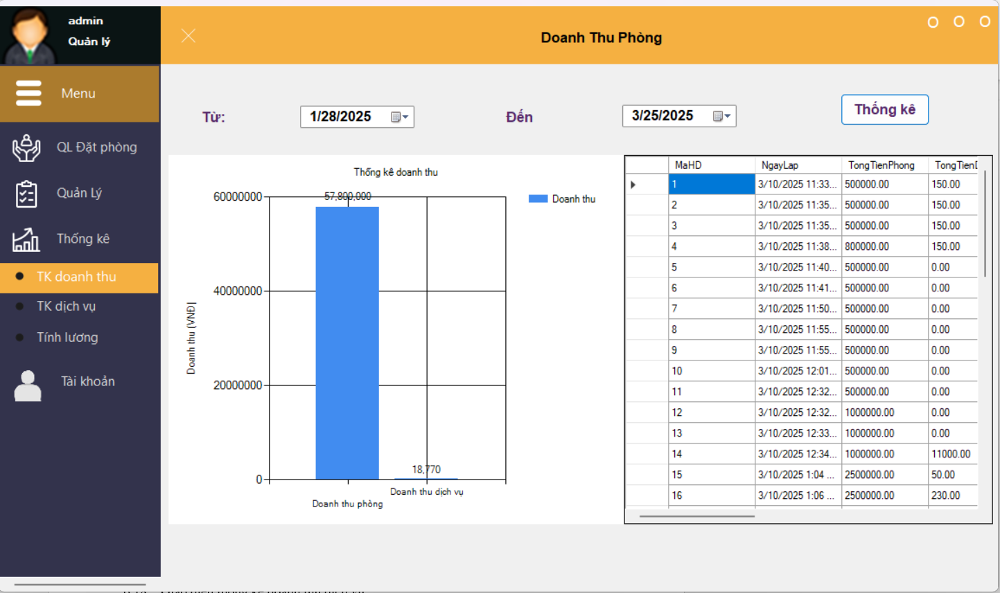 admin
Quản lý
Doanh Thu Phòng
Menu
QL Đặt phòng
Quản Lý
Thống kê
TK doanh thu
TK dịch vụ
Tính lương
Tài khoản
Từ:
1/28/2025
Đến
3/25/2025
Thống kê
Thống kê doanh thu
Doanh thu
60000000
57,800,000
40000000
20000000
0
18,770
Doanh thu (VNĐ)
Doanh thu dịch vụ
Doanh thu phòng
MaHD NgayLap TongTienPhong TongTienD
1 3/10/2025 11:33... 500000.00 150.00
2 3/10/2025 11:35... 500000.00 150.00
3 3/10/2025 11:35... 500000.00 150.00
4 3/10/2025 11:38... 800000.00 150.00
5 3/10/2025 11:40... 500000.00 0.00
6 3/10/2025 11:41... 500000.00 0.00
7 3/10/2025 11:50... 500000.00 0.00
8 3/10/2025 11:55... 500000.00 0.00
9 3/10/2025 11:55... 500000.00 0.00
10 3/10/2025 12:01... 500000.00 0.00
11 3/10/2025 12:32... 500000.00 0.00
12 3/10/2025 12:32... 1000000.00 0.00
13 3/10/2025 12:33... 1000000.00 0.00
14 3/10/2025 12:34... 1000000.00 11000.00
15 3/10/2025 1:04 ... 2500000.00 50.00
16 3/10/2025 1:06 ... 2500000.00 230.00